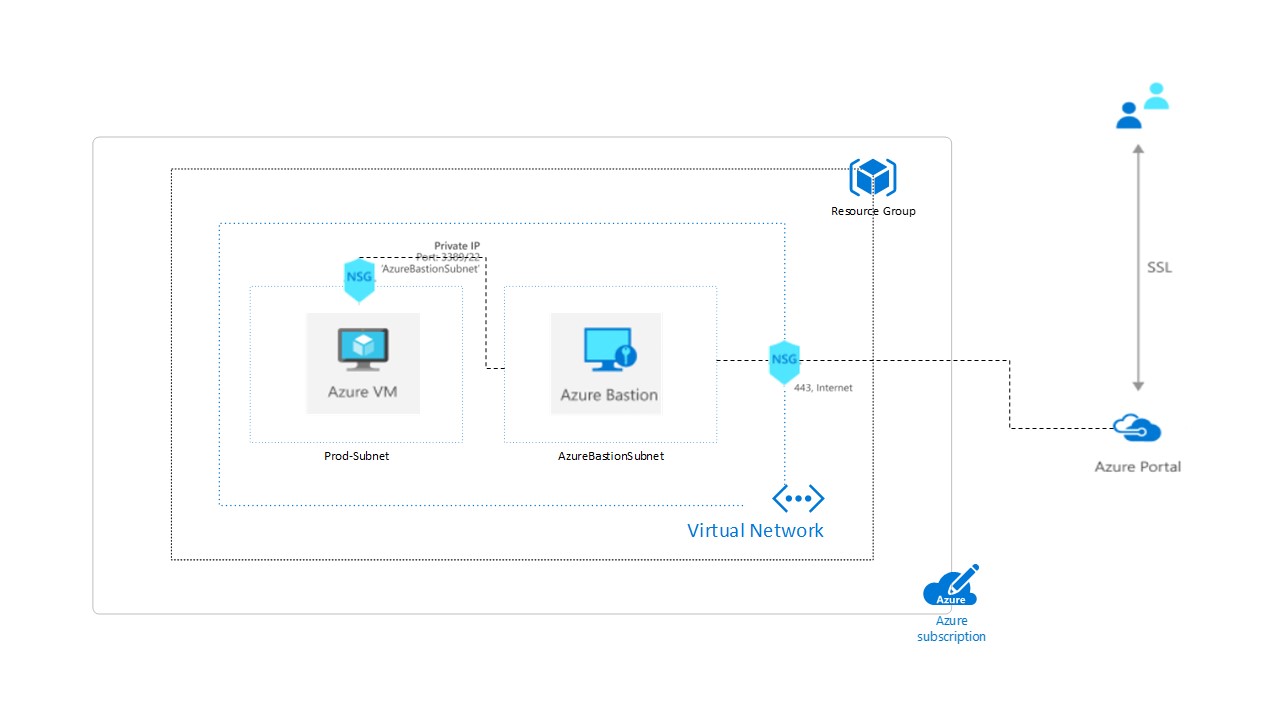 Resource Group
Private IP
Port: 3389/22
'AzureBastionSubnet'
NSG
Azure VM
Prod-Subnet
Azure Bastion
AzureBastionSubnet
NSG
443, Internet
SSL
Azure Portal
Virtual Network
Azure
Azure
subscription